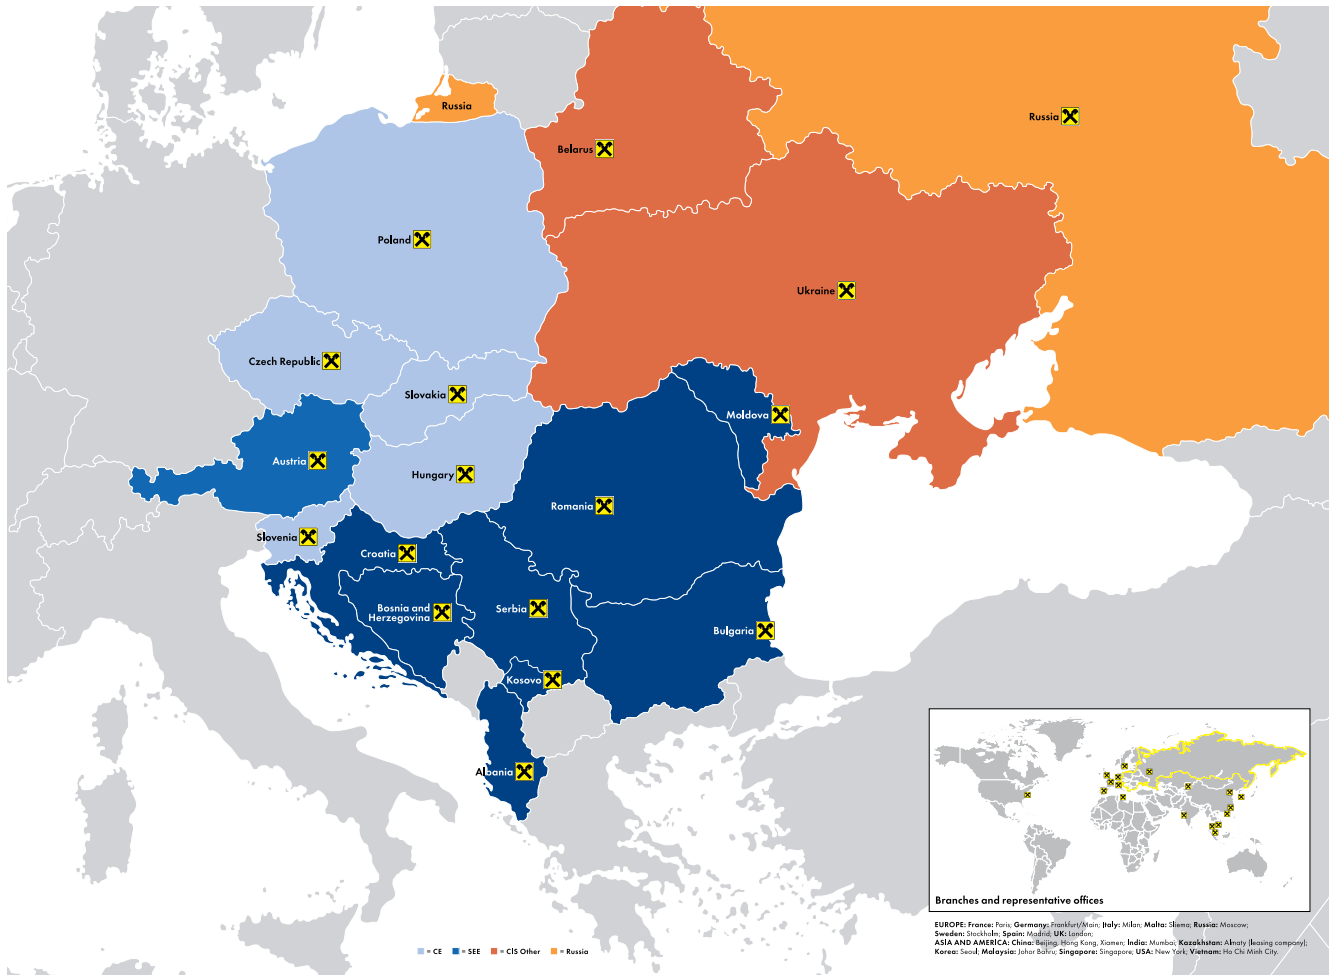 Russia
Russia
Belarus
Poland
Ukraine
Czech Republic
Slovakia
Moldova
Austria
Hungary
Romania
Slovenia
Croatia
Bosnia and
Herzegovina
Serbia
Bulgaria
Kosovo
Albania
Branches and representative offices
EUROPE: France: Paris; Germany: Frankfurt/Main; Italy: Milan; Malta: Sliema; Russia: Moscow;
Sweden: Stockholm; Spain: Madrid; UK: London;
ASIA AND AMERICA: China: Beijing, Hong Kong, Xiamen; India: Mumbai; Kazakhstan: Almaty (leasing company);
Korea: Seoul; Malaysia: Johor Bahru; Singapore: Singapore; USA: New York; Vietnam: Ho Chi Minh City.
= CE = SEE = CIS Other = Russia